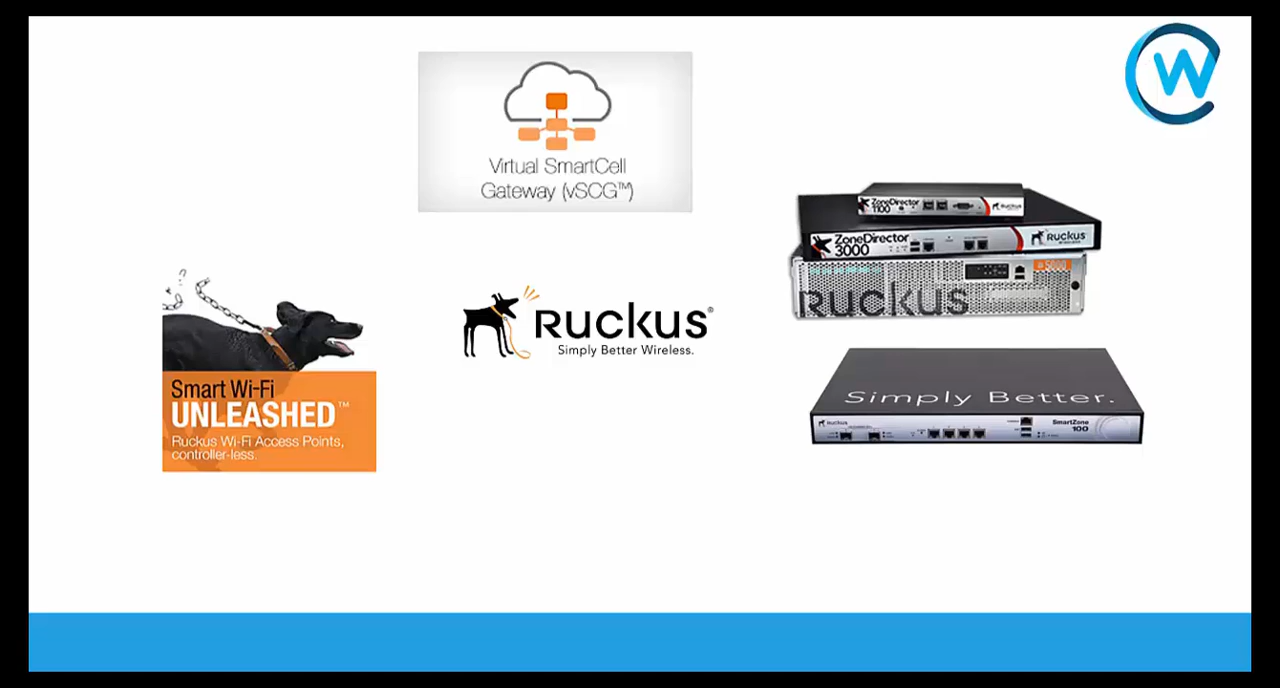 W
Virtual SmartCell
Gateway (vSCG™)
ZoneDirector
1100
Ruckus
ZoneDirector
3000
Ruckus
Ruckus
Smart Wi-Fi
UNLEASHED™
Ruckus Wi-Fi Access Points,
controller-less.
Ruckus®
Simply Better Wireless.
Simply Better.
Ruckus
SmartZone
100